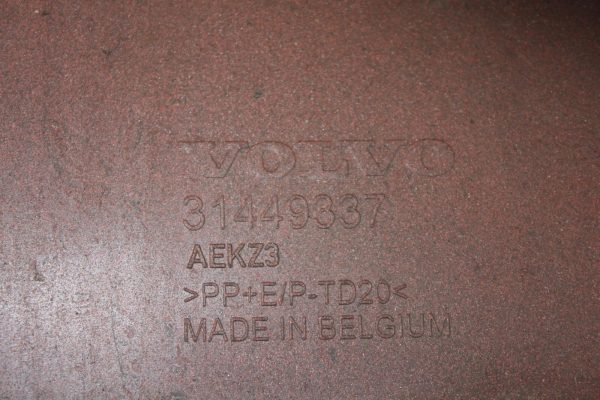 VOLVO
31449337
AEKZ3
>PP+E/P-TD20<
MADE IN BELGIUM